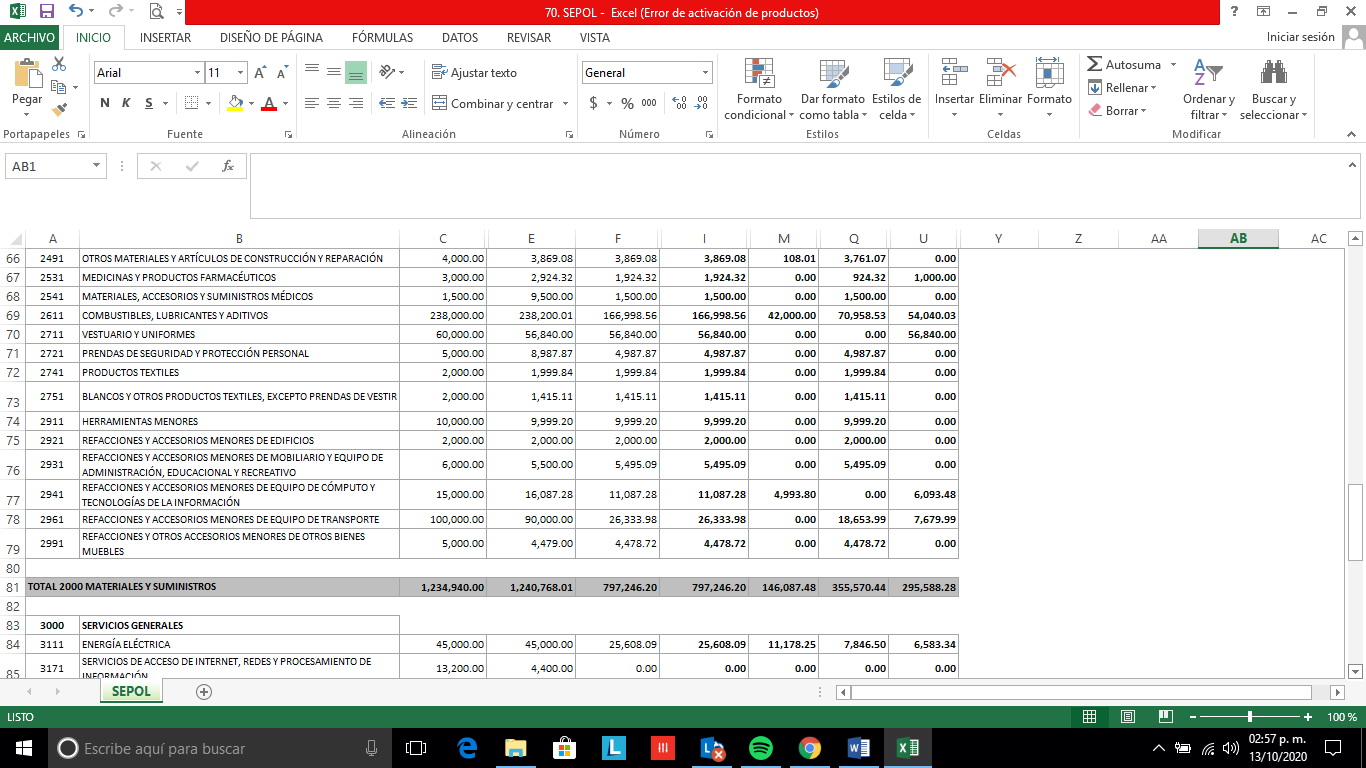 70. SEPOL - Excel (Error de activación de productos)
?
ARCHIVO INICIO INSERTAR DISEÑO DE PÁGINA FÓRMULAS DATOS REVISAR VISTA Iniciar sesión
Pegar
Arial 11
N K S
Ajustar texto
Combinar y centrar
General
$ % 000
Formato condicional
Dar formato como tabla
Estilos de celda
Insertar Eliminar Formato
Autosuma
Rellenar
Borrar
Ordenar y filtrar
Buscar y seleccionar
Portapapeles Fuente Alineación Número Estilos Celdas Modificar
AB1 fx
A B C E F I M Q U Y Z AA AB AC
66 2491 OTROS MATERIALES Y ARTÍCULOS DE CONSTRUCCIÓN Y REPARACIÓN 4,000.00 3,869.08 3,869.08 3,869.08 108.01 3,761.07 0.00
67 2531 MEDICINAS Y PRODUCTOS FARMACÉUTICOS 3,000.00 2,924.32 1,924.32 1,924.32 0.00 924.32 1,000.00
68 2541 MATERIALES, ACCESORIOS Y SUMINISTROS MÉDICOS 1,500.00 9,500.00 1,500.00 1,500.00 0.00 1,500.00 0.00
69 2611 COMBUSTIBLES, LUBRICANTES Y ADITIVOS 238,000.00 238,200.01 166,998.56 166,998.56 42,000.00 70,958.53 54,040.03
70 2711 VESTUARIO Y UNIFORMES 60,000.00 56,840.00 56,840.00 56,840.00 0.00 0.00 56,840.00
71 2721 PRENDAS DE SEGURIDAD Y PROTECCIÓN PERSONAL 5,000.00 8,987.87 4,987.87 4,987.87 0.00 4,987.87 0.00
72 2741 PRODUCTOS TEXTILES 2,000.00 1,999.84 1,999.84 1,999.84 0.00 1,999.84 0.00
73 2751 BLANCOS Y OTROS PRODUCTOS TEXTILES, EXCEPTO PRENDAS DE VESTIR 2,000.00 1,415.11 1,415.11 1,415.11 0.00 1,415.11 0.00
74 2911 HERRAMIENTAS MENORES 10,000.00 9,999.20 9,999.20 9,999.20 0.00 9,999.20 0.00
75 2921 REFACCIONES Y ACCESORIOS MENORES DE EDIFICIOS 2,000.00 2,000.00 2,000.00 2,000.00 0.00 2,000.00 0.00
76 2931 REFACCIONES Y ACCESORIOS MENORES DE MOBILIARIO Y EQUIPO DE
ADMINISTRACIÓN, EDUCACIONAL Y RECREATIVO 6,000.00 5,500.00 5,495.09 5,495.09 0.00 5,495.09 0.00
77 2941 REFACCIONES Y ACCESORIOS MENORES DE EQUIPO DE CÓMPUTO Y
TECNOLOGÍAS DE LA INFORMACIÓN 15,000.00 16,087.28 11,087.28 11,087.28 4,993.80 0.00 6,093.48
78 2961 REFACCIONES Y ACCESORIOS MENORES DE EQUIPO DE TRANSPORTE 100,000.00 90,000.00 26,333.98 26,333.98 0.00 18,653.99 7,679.99
79 2991 REFACCIONES Y OTROS ACCESORIOS MENORES DE OTROS BIENES
MUEBLES 5,000.00 4,479.00 4,478.72 4,478.72 0.00 4,478.72 0.00
80
81 TOTAL 2000 MATERIALES Y SUMINISTROS 1,234,940.00 1,240,768.01 797,246.20 797,246.20 146,087.48 355,570.44 295,588.28
82
83 3000 SERVICIOS GENERALES
84 3111 ENERGÍA ELÉCTRICA 45,000.00 45,000.00 25,608.09 25,608.09 11,178.25 7,846.50 6,583.34
85 3171 SERVICIOS DE ACCESO DE INTERNET, REDES Y PROCESAMIENTO DE
INFORMACIÓN 13,200.00 4,400.00 0.00 0.00 0.00 0.00 0.00
SEPOL
LISTO 100 %
Escribe aquí para buscar
02:57 p. m.
13/10/2020